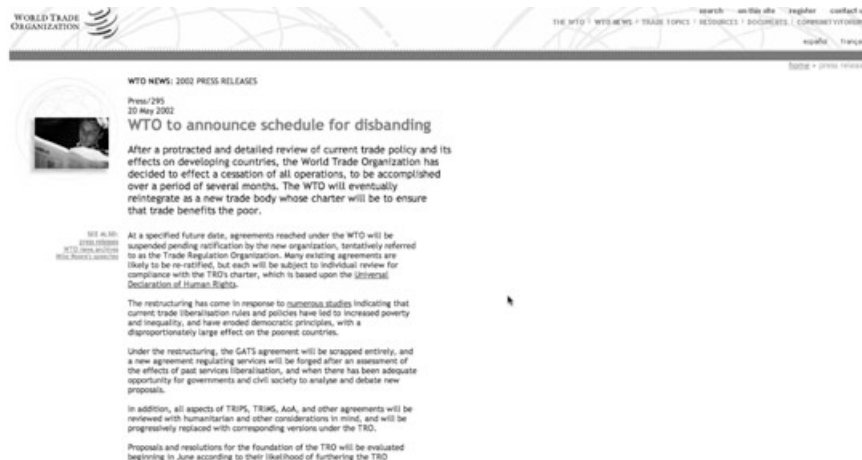 WORLD TRADE
ORGANIZATION
search on this site register contact u
THE WTO WTO NEWS TRADE TOPICS RESOURCES DOCUMENTS COMMUNITY/FORUM
español frança
home > press releas
WTO NEWS: 2002 PRESS RELEASES
Press/295
20 May 2002
WTO to announce schedule for disbanding
After a protracted and detailed review of current trade policy and its
effects on developing countries, the World Trade Organization has
decided to effect a cessation of all operations, to be accomplished
over a period of several months. The WTO will eventually
reintegrate as a new trade body whose charter will be to ensure
that trade benefits the poor.
SEE ALSO:
press releases
WTO news archives
Mike Moore's speeches
At a specified future date, agreements reached under the WTO will be
suspended pending ratification by the new organization, tentatively referred
to as the Trade Regulation Organization. Many existing agreements are
likely to be re-ratified, but each will be subject to individual review for
compliance with the TRO's charter, which is based upon the Universal
Declaration of Human Rights.
The restructuring has come in response to numerous studies indicating that
current trade liberalisation rules and policies have led to increased poverty
and inequality, and have eroded democratic principles, with a
disproportionately large effect on the poorest countries.
Under the restructuring, the GATS agreement will be scrapped entirely, and
a new agreement regulating services will be forged after an assessment of
the effects of past services liberalisation, and when there has been adequate
opportunity for governments and civil society to analyse and debate new
proposals.
In addition, all aspects of TRIPS, TRIMS, AoA, and other agreements will be
reviewed with humanitarian and other considerations in mind, and will be
progressively replaced with corresponding versions under the TRO.
Proposals and resolutions for the foundation of the TRO will be evaluated
beginning in June according to their likelihood of furthering the TRO